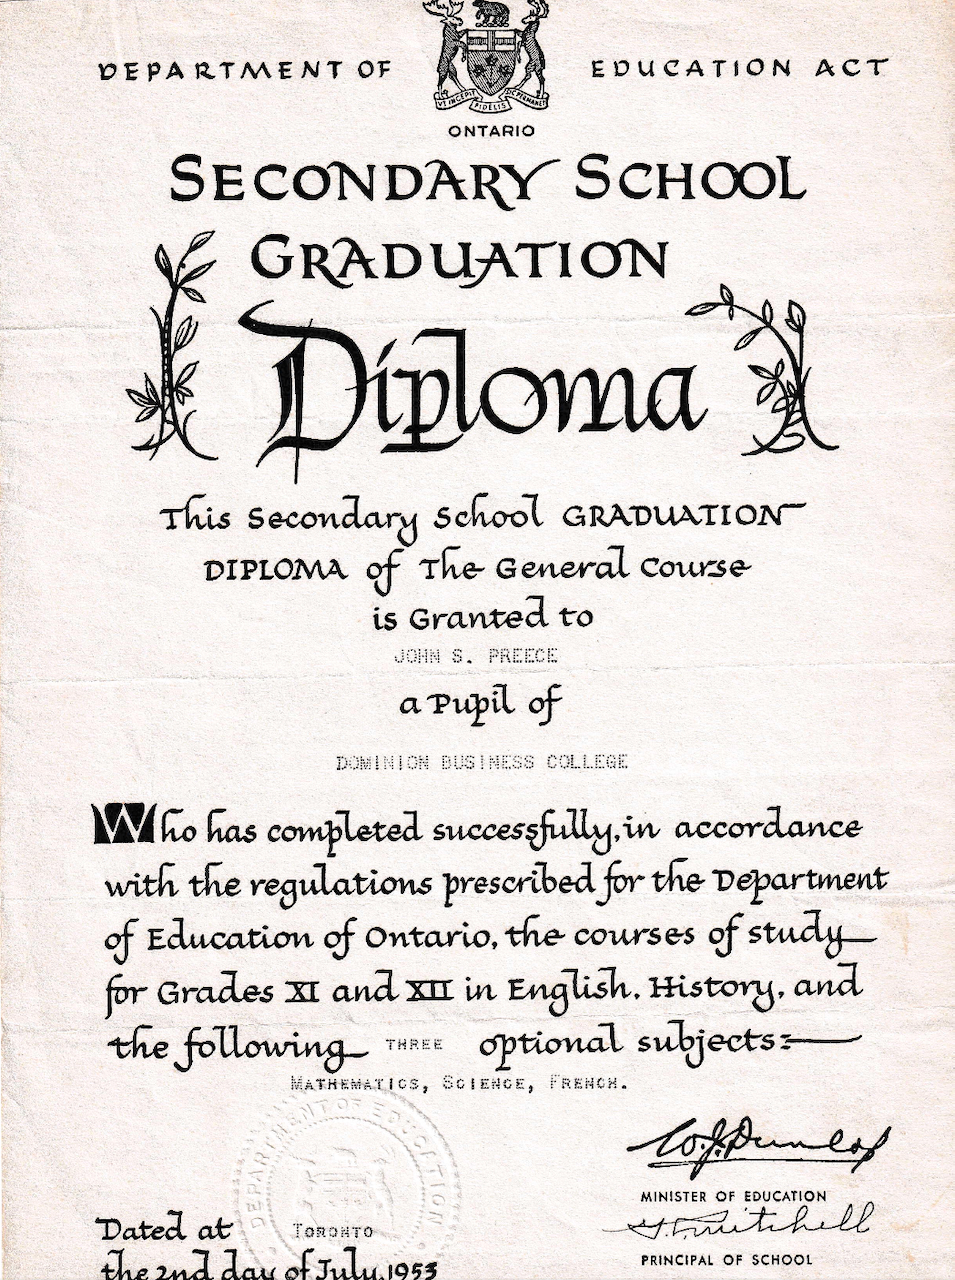 DEPARTMENT OF EDUCATION ACT
UT INCEPIT FIDELIS SIC PERMANET
ONTARIO
SECONDARY SCHOOL
GRADUATION
Diploma
This Secondary School GRADUATION
DIPLOMA of The General Course
is Granted to
JOHN S. PREECE
a Pupil of
DOMINION BUSINESS COLLEGE
Who has completed successfully, in accordance
with the regulations prescribed for the Department
of Education of Ontario, the courses of study
for Grades XI and XII in English. History, and
the following THREE optional subjects:
MATHEMATICS, SCIENCE, FRENCH.
DEPARTMENT OF EDUCATION
W.J. Dunlop
MINISTER OF EDUCATION
Mitchell
PRINCIPAL OF SCHOOL
Dated at TORONTO
the 2nd day of July, 1953